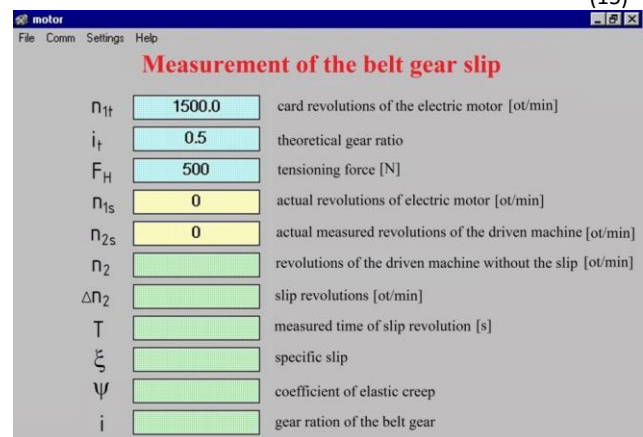 (15)
motor
File Comm Settings Help
Measurement of the belt gear slip
n1t 1500.0 card revolutions of the electric motor [ot/min]
it 0.5 theoretical gear ratio
FH 500 tensioning force [N]
n1s 0 actual revolutions of electric motor [ot/min]
n2s 0 actual measured revolutions of the driven machine [ot/min]
n2 revolutions of the driven machine without the slip [ot/min]
Δn2 slip revolutions [ot/min]
T measured time of slip revolution [s]
ξ specific slip
Ψ coefficient of elastic creep
i gear ration of the belt gear